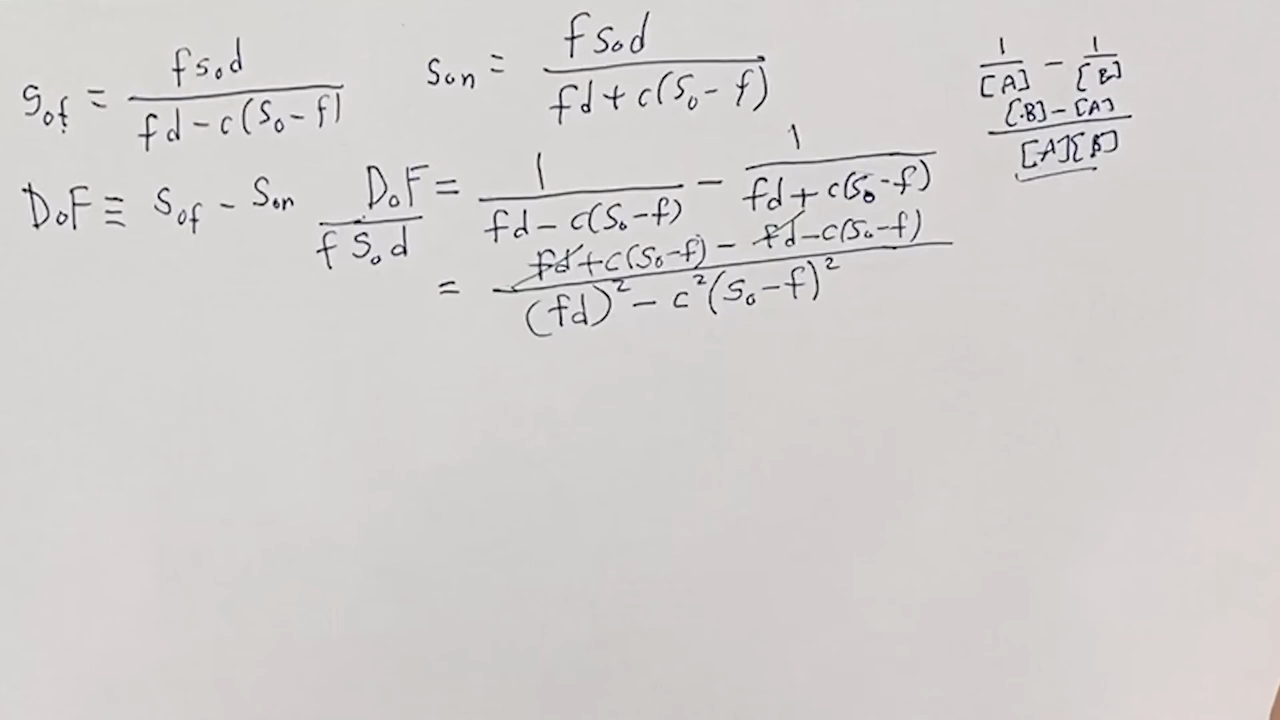 S_of = f s_o d / (fd - c(S_o - f))    S_on = f S_o d / (fd + c(S_o - f))
DoF ≡ S_of - S_on    DoF / (f S_o d) = 1 / (fd - c(S_o - f)) - 1 / (fd + c(S_o - f))
= (fd + c(S_o - f) - fd - c(S_o - f)) / ((fd)² - c²(S_o - f)²)
1/[A] - 1/[B]
([B] - [A]) / [A][B]